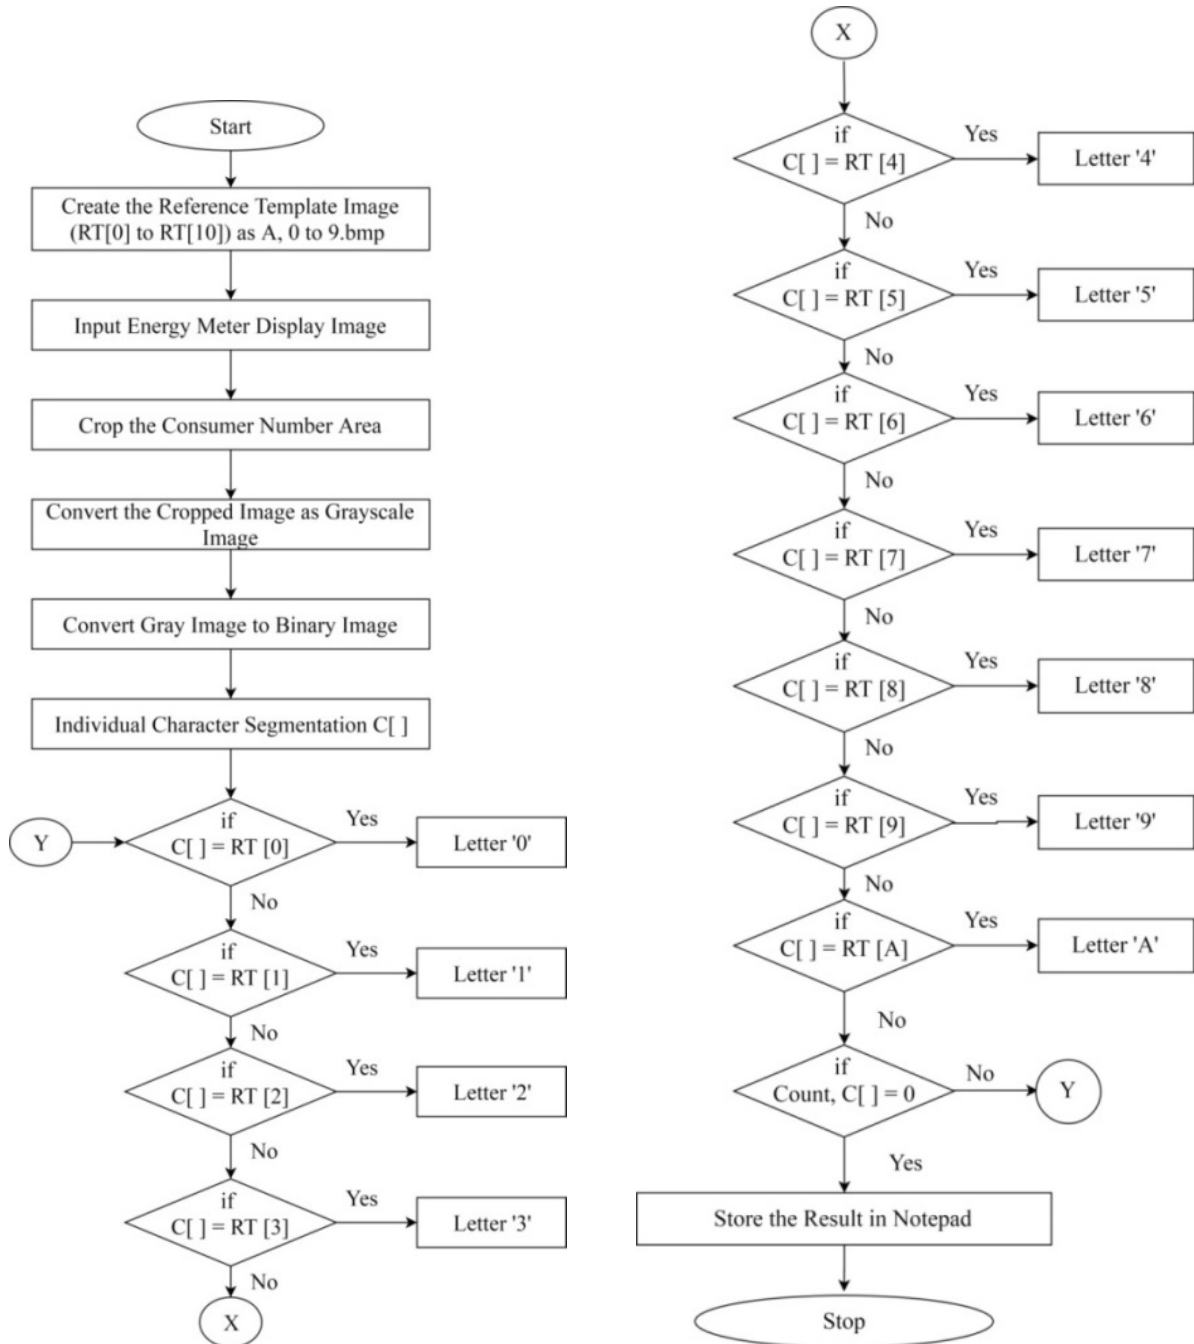 Start
Create the Reference Template Image
(RT[0] to RT[10]) as A, 0 to 9.bmp
Input Energy Meter Display Image
Crop the Consumer Number Area
Convert the Cropped Image as Grayscale
Image
Convert Gray Image to Binary Image
Individual Character Segmentation C[ ]
Y
if
C[ ] = RT [0]
Yes
Letter '0'
No
if
C[ ] = RT [1]
Yes
Letter '1'
No
if
C[ ] = RT [2]
Yes
Letter '2'
No
if
C[ ] = RT [3]
Yes
Letter '3'
No
X
X
if
C[ ] = RT [4]
Yes
Letter '4'
No
if
C[ ] = RT [5]
Yes
Letter '5'
No
if
C[ ] = RT [6]
Yes
Letter '6'
No
if
C[ ] = RT [7]
Yes
Letter '7'
No
if
C[ ] = RT [8]
Yes
Letter '8'
No
if
C[ ] = RT [9]
Yes
Letter '9'
No
if
C[ ] = RT [A]
Yes
Letter 'A'
No
if
Count, C[ ] = 0
No
Y
Yes
Store the Result in Notepad
Stop